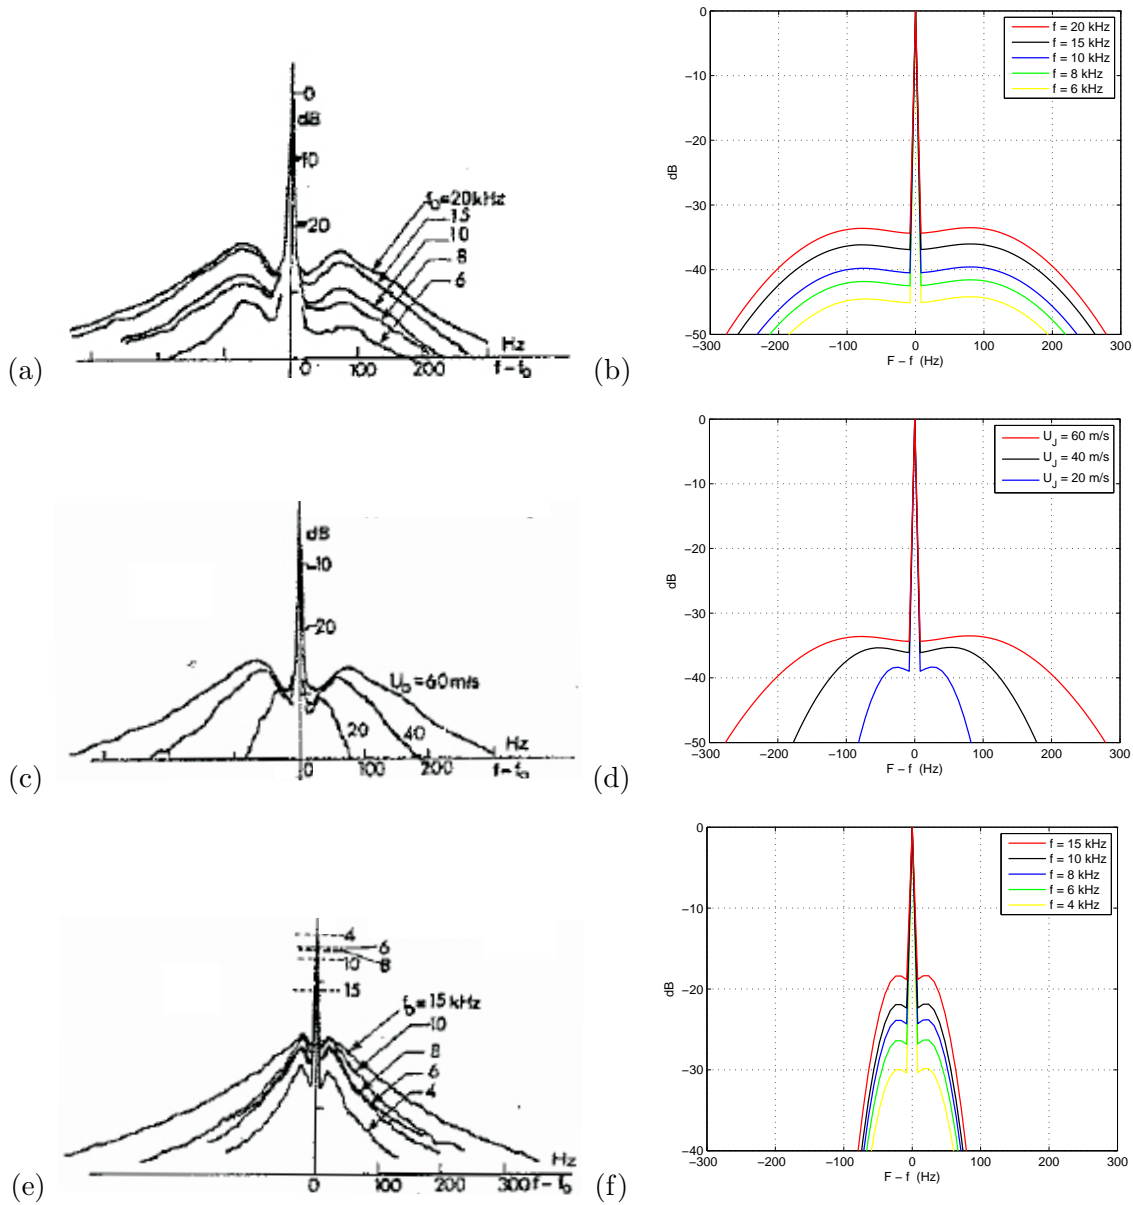 0
dB
10
20
f₀=20kHz
15
10
8
6
Hz
0 100 200 f-f₀
(a)
f = 20 kHz
f = 15 kHz
f = 10 kHz
f = 8 kHz
f = 6 kHz
0
−10
−20
−30
−40
−50
dB
−300 −200 −100 0 100 200 300
F − f (Hz)
(b)
dB
-10
20
U₀=60m/s
20 40
Hz
0 100 200 f-f₀
(c)
U_J = 60 m/s
U_J = 40 m/s
U_J = 20 m/s
0
−10
−20
−30
−40
−50
dB
−300 −200 −100 0 100 200 300
F − f (Hz)
(d)
4
6
8
10
15
f₀=15 kHz
10
8
6
4
Hz
0 100 200 300 f-f₀
(e)
f = 15 kHz
f = 10 kHz
f = 8 kHz
f = 6 kHz
f = 4 kHz
0
−10
−20
−30
−40
dB
−300 −200 −100 0 100 200 300
F − f (Hz)
(f)